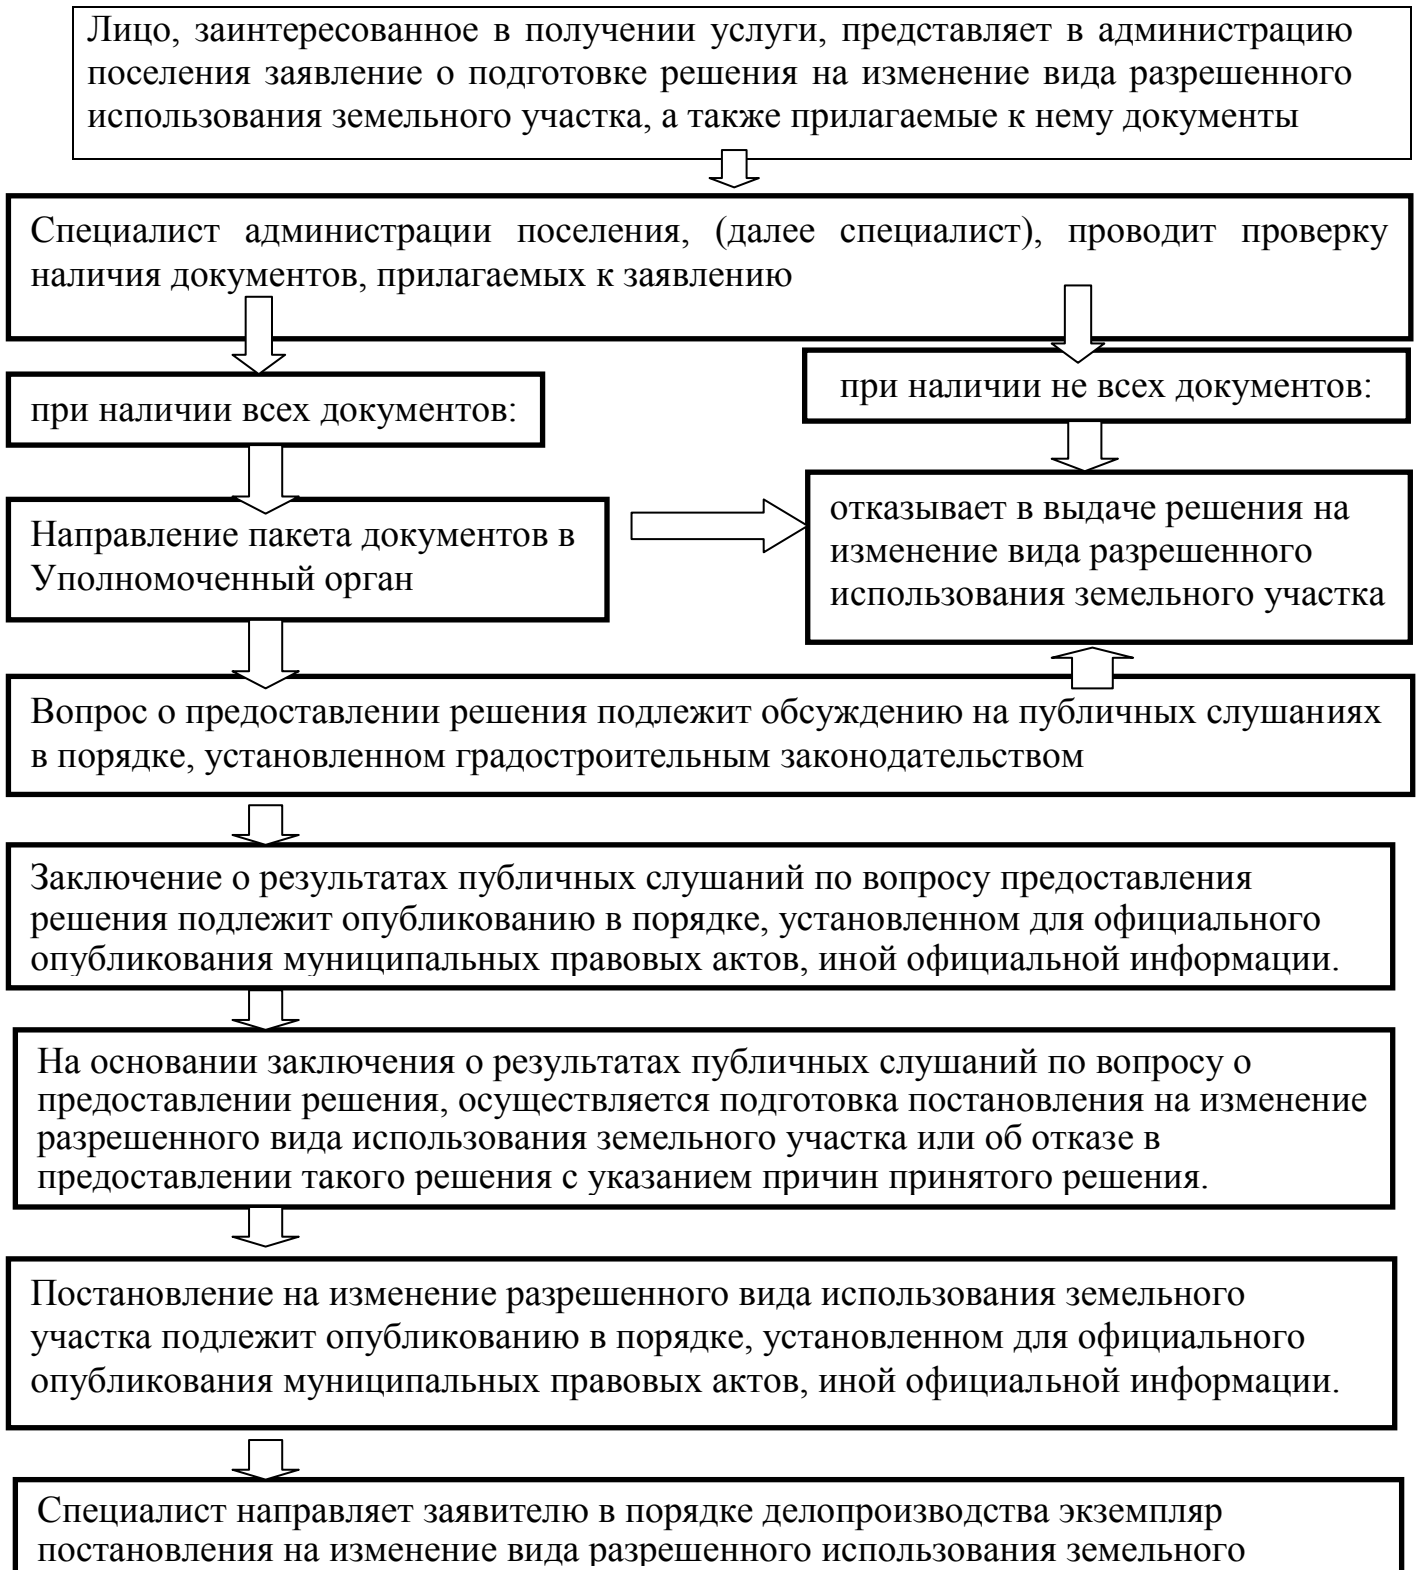 Лицо, заинтересованное в получении услуги, представляет в администрацию
поселения заявление о подготовке решения на изменение вида разрешенного
использования земельного участка, а также прилагаемые к нему документы
Специалист администрации поселения, (далее специалист), проводит проверку
наличия документов, прилагаемых к заявлению
при наличии всех документов:
при наличии не всех документов:
Направление пакета документов в
Уполномоченный орган
отказывает в выдаче решения на
изменение вида разрешенного
использования земельного участка
Вопрос о предоставлении решения подлежит обсуждению на публичных слушаниях
в порядке, установленном градостроительным законодательством
Заключение о результатах публичных слушаний по вопросу предоставления
решения подлежит опубликованию в порядке, установленном для официального
опубликования муниципальных правовых актов, иной официальной информации.
На основании заключения о результатах публичных слушаний по вопросу о
предоставлении решения, осуществляется подготовка постановления на изменение
разрешенного вида использования земельного участка или об отказе в
предоставлении такого решения с указанием причин принятого решения.
Постановление на изменение разрешенного вида использования земельного
участка подлежит опубликованию в порядке, установленном для официального
опубликования муниципальных правовых актов, иной официальной информации.
Специалист направляет заявителю в порядке делопроизводства экземпляр
постановления на изменение вида разрешенного использования земельного